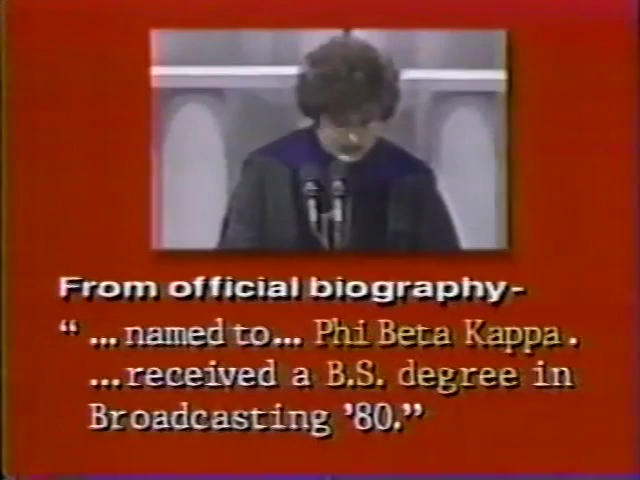 From official biography-
“ ...named to... Phi Beta Kappa.
...received a B.S. degree in
Broadcasting '80.”